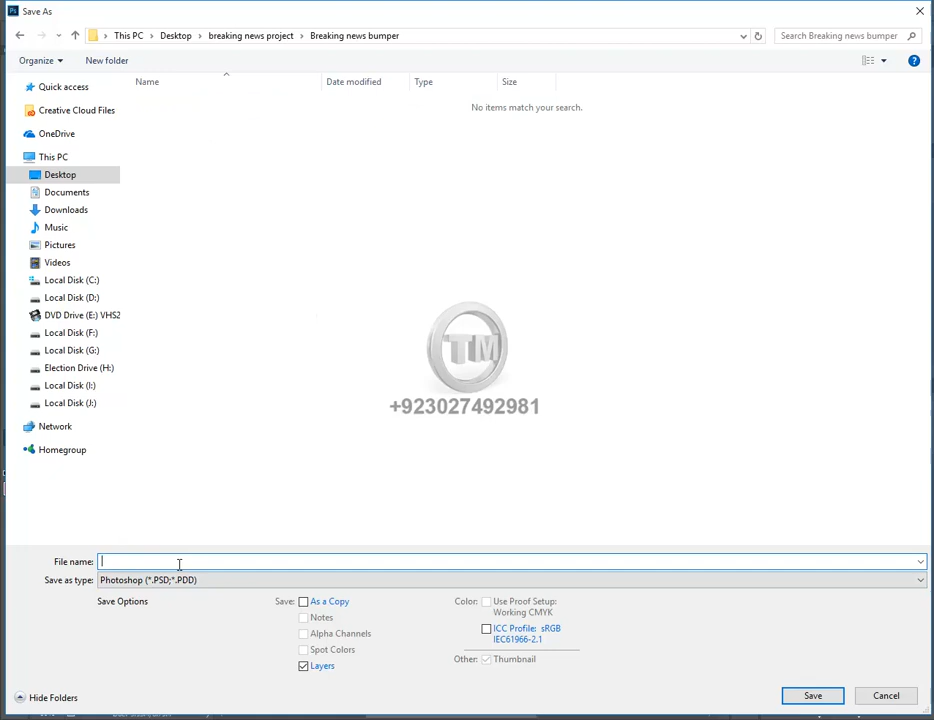 Ps Save As
This PC > Desktop > breaking news project > Breaking news bumper
Search Breaking news bumper
Organize
New folder
?
Name
Date modified
Type
Size
Quick access
Creative Cloud Files
OneDrive
This PC
Desktop
Documents
Downloads
Music
Pictures
Videos
Local Disk (C:)
Local Disk (D:)
DVD Drive (E:) VHS2
Local Disk (F:)
Local Disk (G:)
Election Drive (H:)
Local Disk (I:)
Local Disk (J:)
Network
Homegroup
No items match your search.
TM
+923027492981
File name:
Save as type: Photoshop (*.PSD;*.PDD)
Save Options
Save: As a Copy
Notes
Alpha Channels
Spot Colors
Layers
Color: Use Proof Setup:
Working CMYK
ICC Profile: sRGB
IEC61966-2.1
Other: Thumbnail
Hide Folders
Save
Cancel